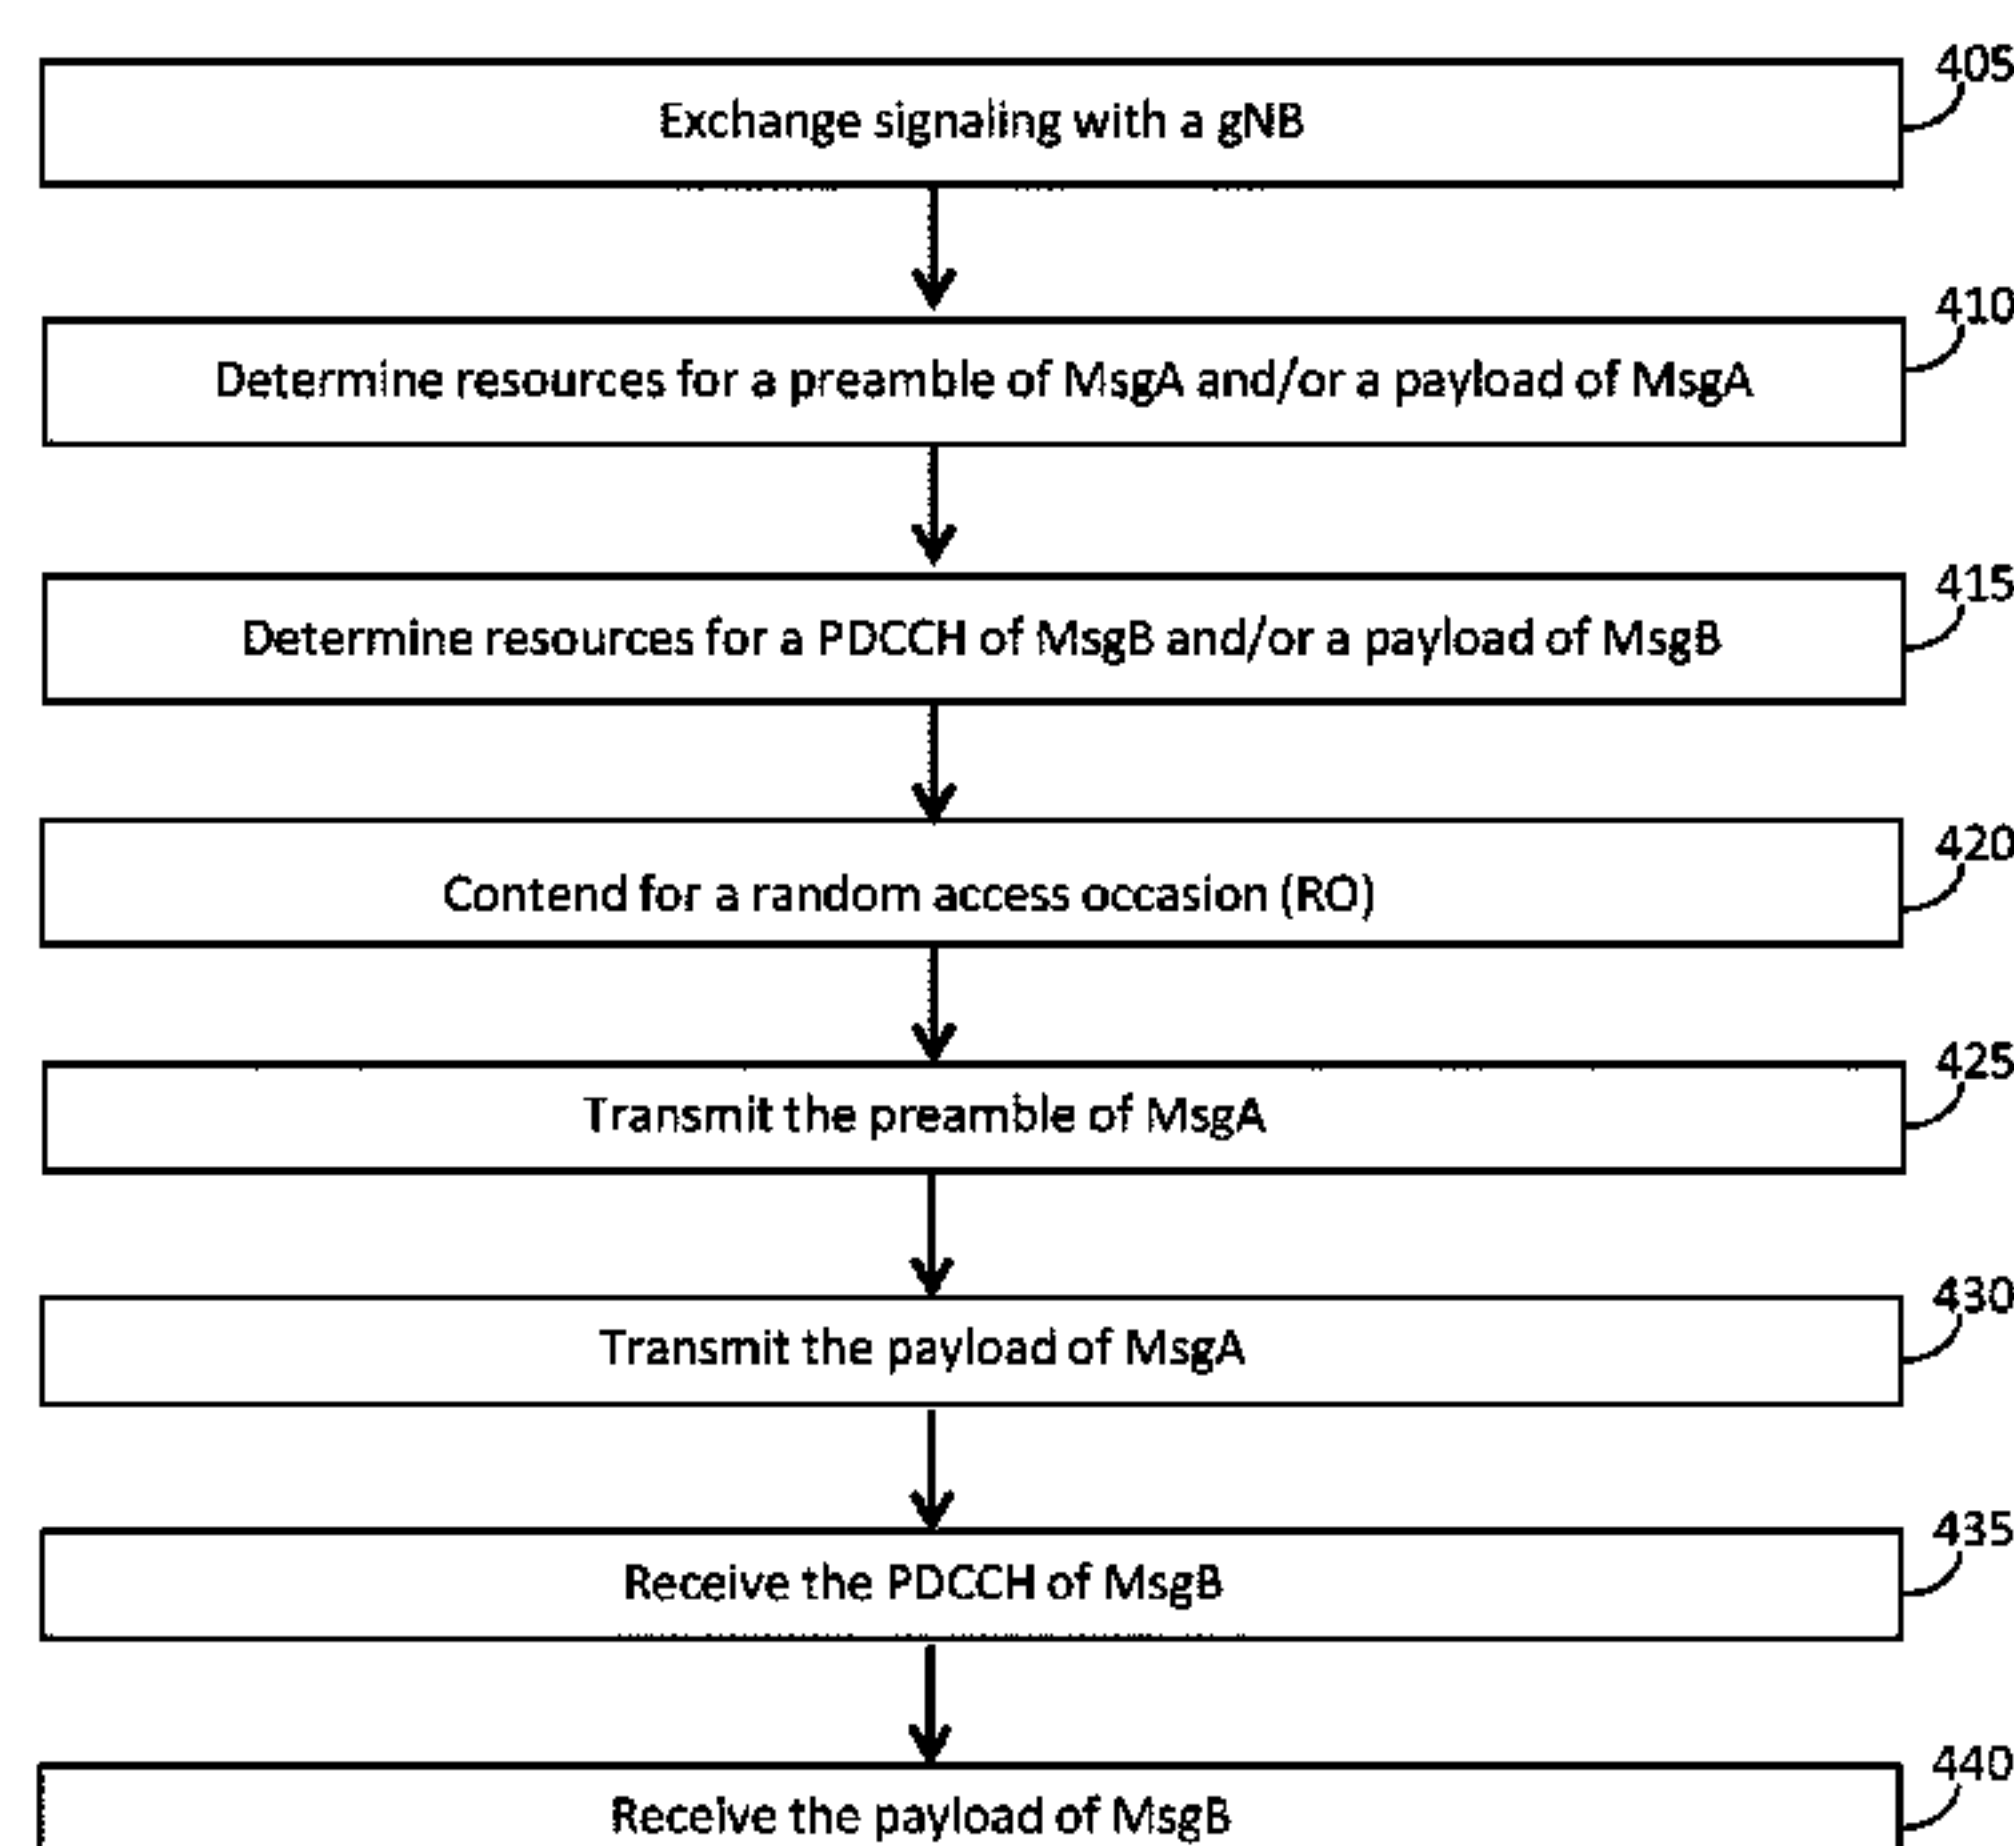 405
Exchange signaling with a gNB
410
Determine resources for a preamble of MsgA and/or a payload of MsgA
415
Determine resources for a PDCCH of MsgB and/or a payload of MsgB
420
Contend for a random access occasion (RO)
425
Transmit the preamble of MsgA
430
Transmit the payload of MsgA
435
Receive the PDCCH of MsgB
440
Receive the payload of MsgB